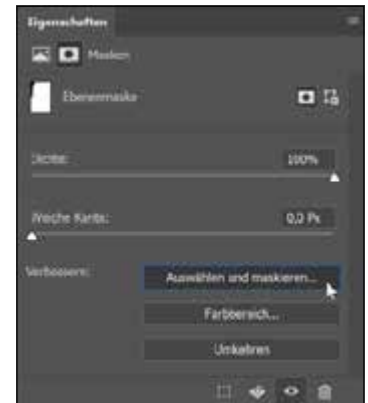 Eigenschaften
Masken
Ebenenmaske
Dichte: 100%
Weiche Kante: 0,0 Px
Verbessern: Auswählen und maskieren...
Farbbereich...
Umkehren